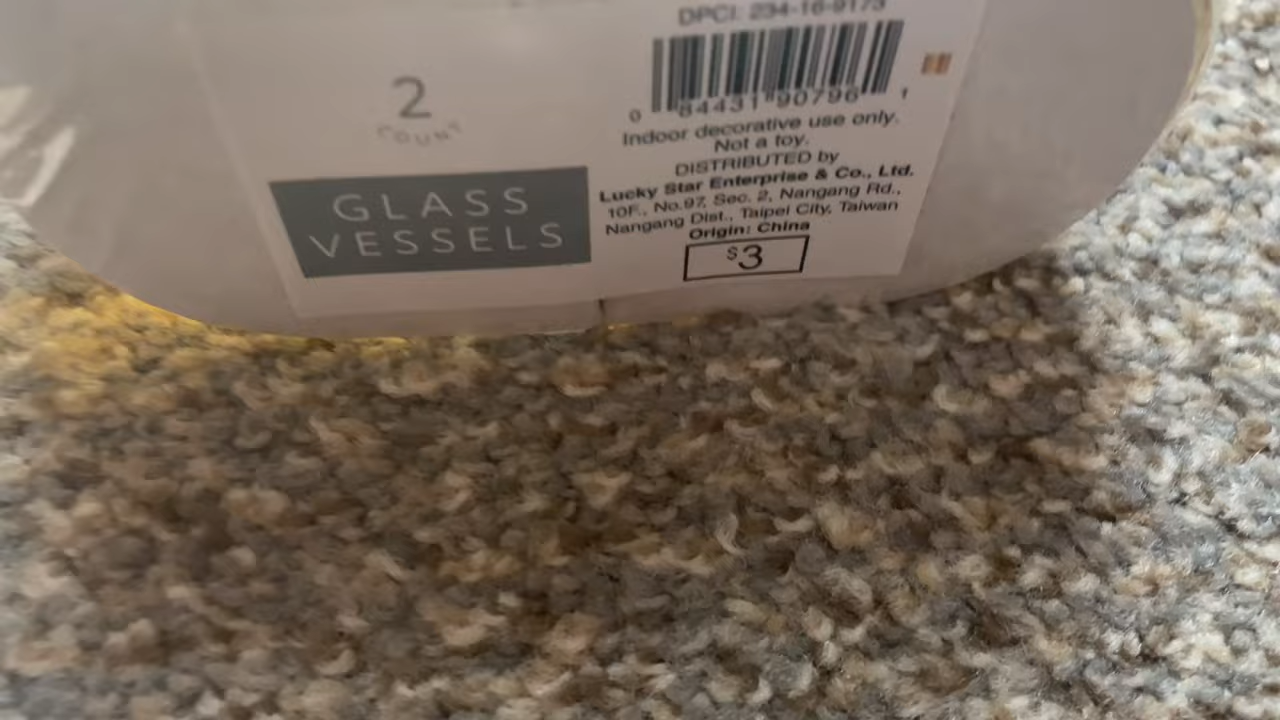 2
COUNT
GLASS
VESSELS
DPCI: 234-16-9173
0 84431 90796 1
Indoor decorative use only.
Not a toy.
DISTRIBUTED by
Lucky Star Enterprise & Co., Ltd.
10F., No.97, Sec. 2, Nangang Rd.,
Nangang Dist., Taipei City, Taiwan
Origin: China
$3